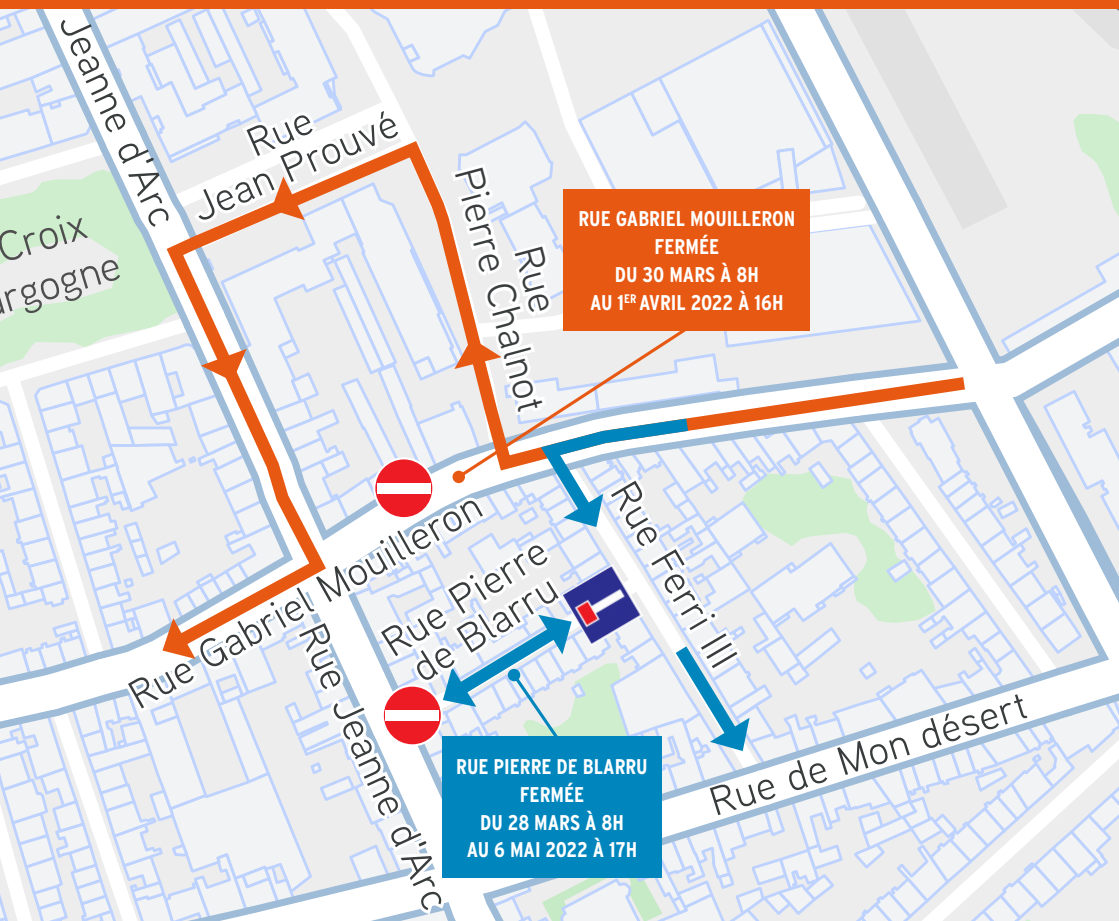 Jeanne d'Arc
Rue
Jean Prouvé
Croix
Rue
Pierre Chalnot
RUE GABRIEL MOUILLERON
FERMÉE
DU 30 MARS À 8H
AU 1ER AVRIL 2022 À 16H
Rue Gabriel Mouilleron
Rue Pierre
de Blarru
Rue Ferri III
Rue Jeanne d'Arc
Rue de Mon désert
RUE PIERRE DE BLARRU
FERMÉE
DU 28 MARS À 8H
AU 6 MAI 2022 À 17H